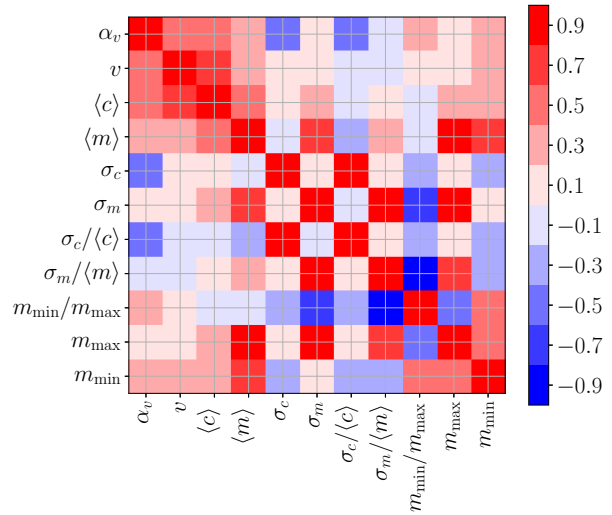 α_v
v
⟨c⟩
⟨m⟩
σ_c
σ_m
σ_c/⟨c⟩
σ_m/⟨m⟩
m_min/m_max
m_max
m_min
α_v
v
⟨c⟩
⟨m⟩
σ_c
σ_m
σ_c/⟨c⟩
σ_m/⟨m⟩
m_min/m_max
m_max
m_min
0.9
0.7
0.5
0.3
0.1
−0.1
−0.3
−0.5
−0.7
−0.9